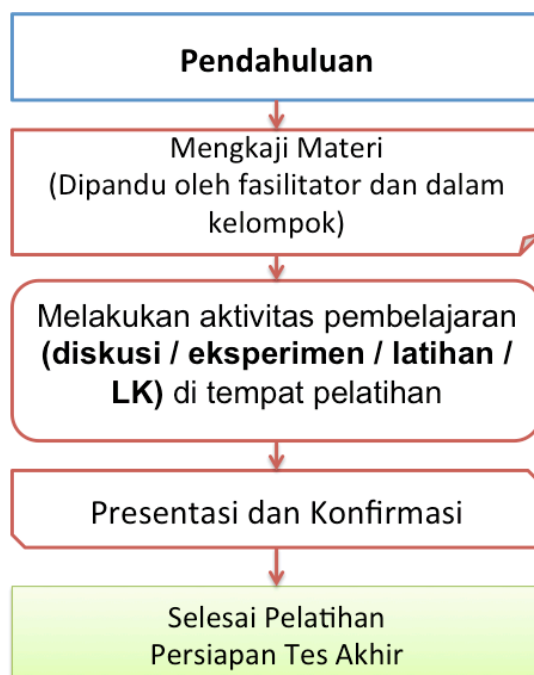 Pendahuluan
Mengkaji Materi
(Dipandu oleh fasilitator dan dalam
kelompok)
Melakukan aktivitas pembelajaran
(diskusi / eksperimen / latihan /
LK) di tempat pelatihan
Presentasi dan Konfirmasi
Selesai Pelatihan
Persiapan Tes Akhir